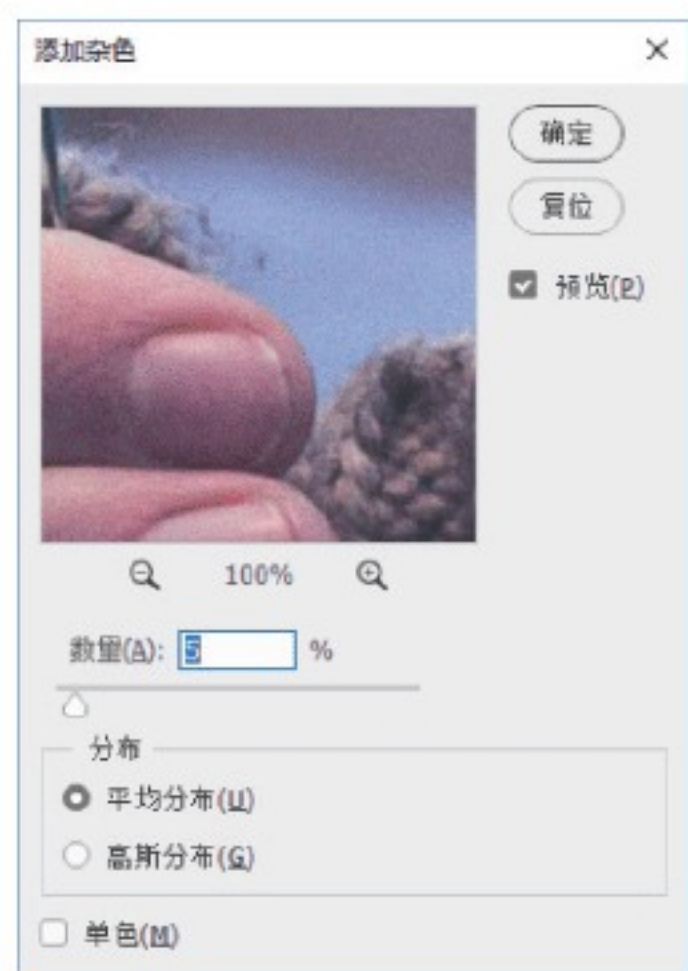 添加杂色
确定
复位
预览(P)
100%
数量(A): 5 %
分布
平均分布(U)
高斯分布(G)
单色(M)